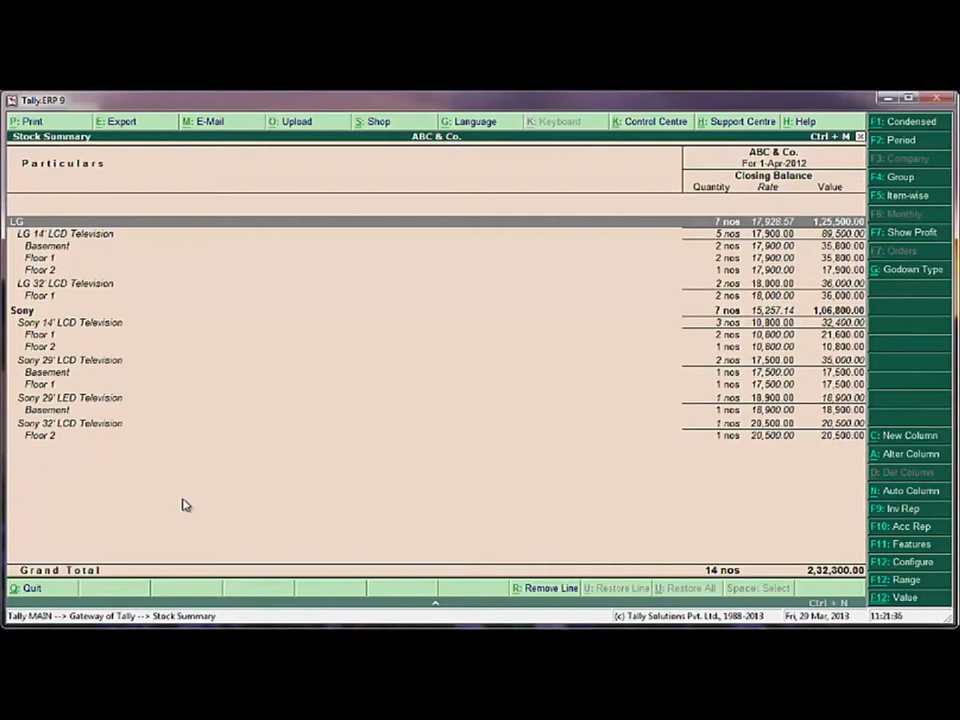 Tally.ERP 9
P: Print E: Export M: E-Mail O: Upload S: Shop G: Language K: Keyboard K: Control Centre H: Support Centre H: Help
Stock Summary ABC & Co. Ctrl + M
Particulars
ABC & Co.
For 1-Apr-2012
Closing Balance
Quantity Rate Value
LG 7 nos 17,928.57 1,25,500.00
LG 14' LCD Television 5 nos 17,900.00 89,500.00
Basement 2 nos 17,900.00 35,800.00
Floor 1 2 nos 17,900.00 35,800.00
Floor 2 1 nos 17,900.00 17,900.00
LG 32' LCD Television 2 nos 18,000.00 36,000.00
Floor 1 2 nos 18,000.00 36,000.00
Sony 7 nos 15,257.14 1,06,800.00
Sony 14' LCD Television 3 nos 10,800.00 32,400.00
Floor 1 2 nos 10,800.00 21,600.00
Floor 2 1 nos 10,800.00 10,800.00
Sony 29' LCD Television 2 nos 17,500.00 35,000.00
Basement 1 nos 17,500.00 17,500.00
Floor 1 1 nos 17,500.00 17,500.00
Sony 29' LED Television 1 nos 18,900.00 18,900.00
Basement 1 nos 18,900.00 18,900.00
Sony 32' LCD Television 1 nos 20,500.00 20,500.00
Floor 2 1 nos 20,500.00 20,500.00
Grand Total 14 nos 2,32,300.00
F1: Condensed
F2: Period
F3: Company
F4: Group
F5: Item-wise
F6: Monthly
F7: Show Profit
F7: Orders
G: Godown Type
C: New Column
A: Alter Column
D: Del Column
N: Auto Column
F9: Inv Rep
F10: Acc Rep
F11: Features
F12: Configure
F12: Range
F12: Value
Q: Quit R: Remove Line U: Restore Line U: Restore All Space: Select
Ctrl + N
Tally MAIN --> Gateway of Tally --> Stock Summary (c) Tally Solutions Pvt. Ltd., 1988-2013 Fri, 29 Mar, 2013 11:21:36